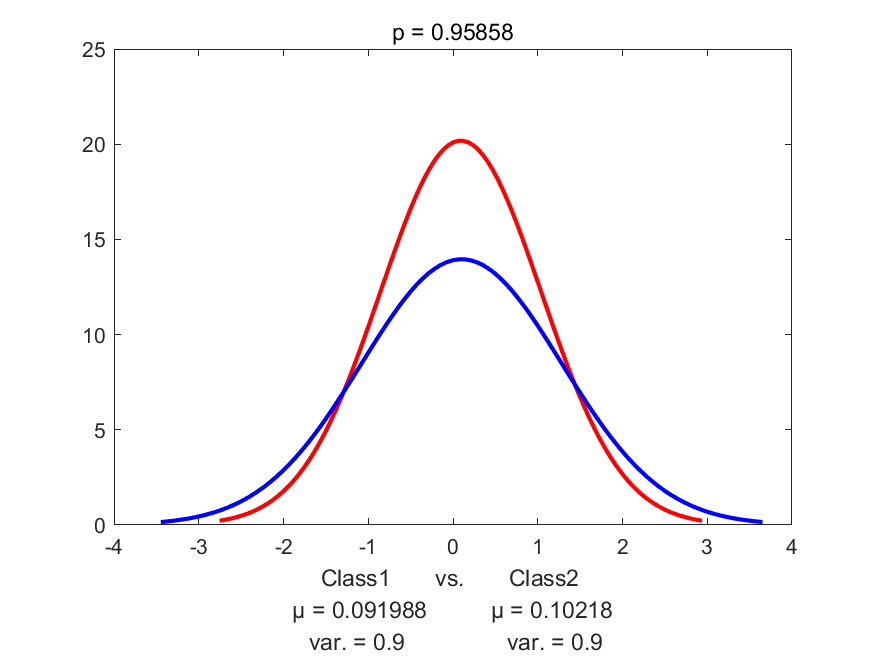 p = 0.95858
25
20
15
10
5
0
-4 -3 -2 -1 0 1 2 3 4
Class1 vs. Class2
μ = 0.091988 μ = 0.10218
var. = 0.9 var. = 0.9